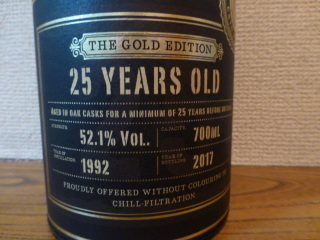 THE GOLD EDITION
25 YEARS OLD
AGED IN OAK CASKS FOR A MINIMUM OF 25 YEARS BEFORE
STRENGTH
CAPACITY
52.1% VOL.
700ML
YEAR OF DISTILLATION
YEAR OF BOTTLING
1992
2017
PROUDLY OFFERED WITHOUT COLOURING OR
CHILL-FILTRATION